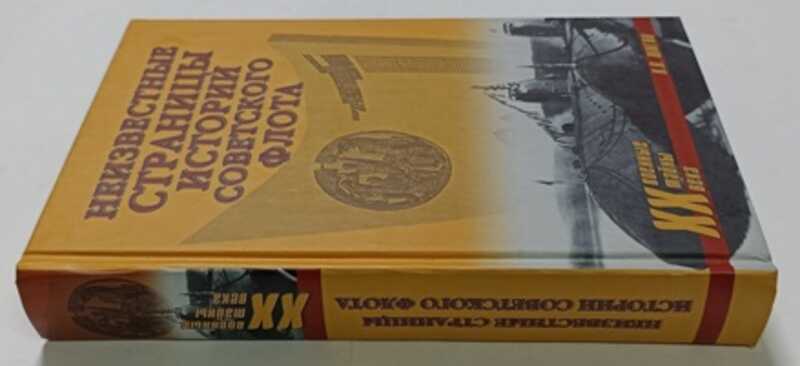 НЕИЗВЕСТНЫЕ
СТРАНИЦЫ
ИСТОРИИ
СОВЕТСКОГО
ФЛОТА
XX
ВОЕННЫЕ
ТАЙНЫ
ВЕКА
НЕИЗВЕСТНЫЕ СТРАНИЦЫ
ИСТОРИИ СОВЕТСКОГО ФЛОТА
XX
ВОЕННЫЕ
ТАЙНЫ
ВЕКА